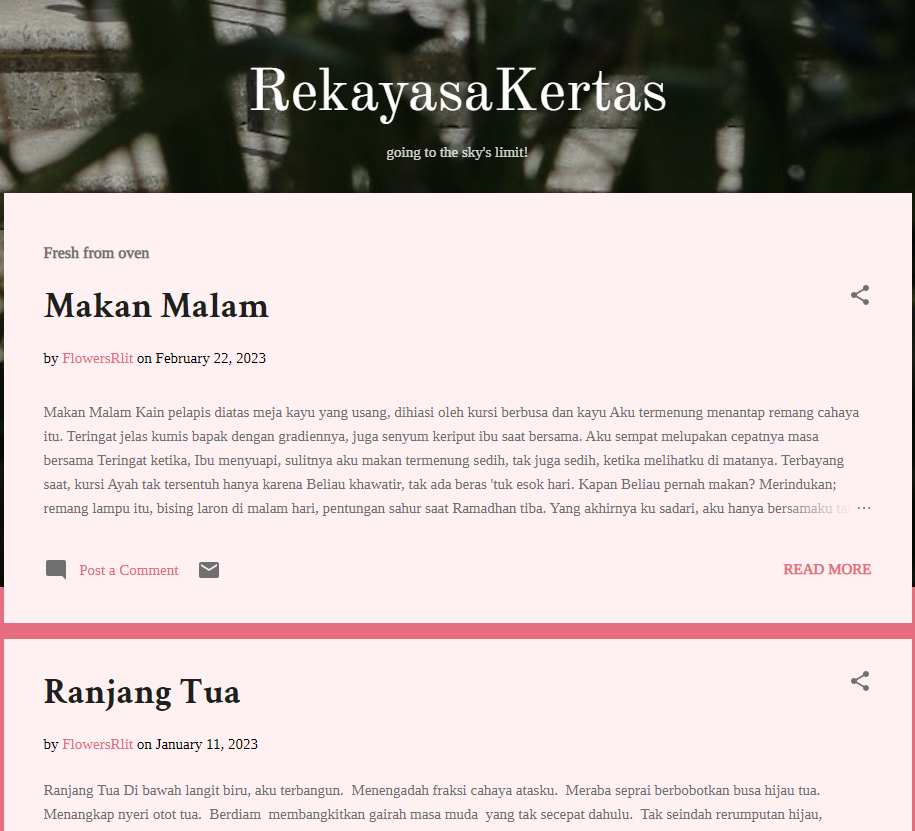 RekayasaKertas
going to the sky's limit!
Fresh from oven
Makan Malam
by FlowersRlit on February 22, 2023
Makan Malam Kain pelapis diatas meja kayu yang usang, dihiasi oleh kursi berbusa dan kayu Aku termenung menantap remang cahaya
itu. Teringat jelas kumis bapak dengan gradiennya, juga senyum keriput ibu saat bersama. Aku sempat melupakan cepatnya masa
bersama Teringat ketika, Ibu menyuapi, sulitnya aku makan termenung sedih, tak juga sedih, ketika melihatku di matanya. Terbayang
saat, kursi Ayah tak tersentuh hanya karena Beliau khawatir, tak ada beras 'tuk esok hari. Kapan Beliau pernah makan? Merindukan;
remang lampu itu, bising laron di malam hari, pentungan sahur saat Ramadhan tiba. Yang akhirnya ku sadari, aku hanya bersamaku ...
Post a Comment
READ MORE
Ranjang Tua
by FlowersRlit on January 11, 2023
Ranjang Tua Di bawah langit biru, aku terbangun.  Menengadah fraksi cahaya atasku.  Meraba seprai berbobotkan busa hijau tua.
Menangkap nyeri otot tua.  Berdiam  membangkitkan gairah masa muda  yang tak secepat dahulu.  Tak seindah rerumputan hijau,